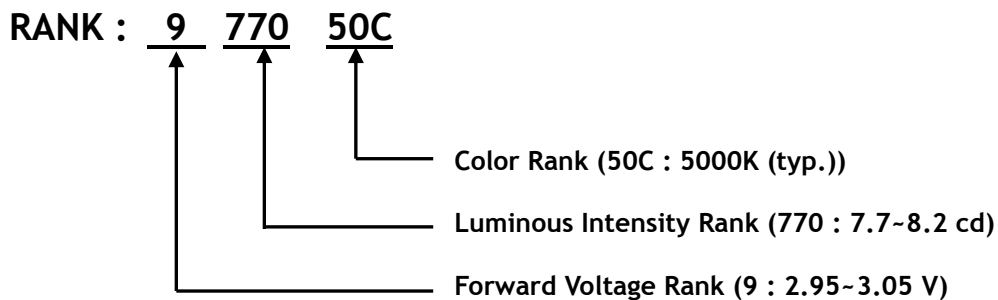 RANK : 9 770 50C
Color Rank (50C : 5000K (typ.))
Luminous Intensity Rank (770 : 7.7~8.2 cd)
Forward Voltage Rank (9 : 2.95~3.05 V)